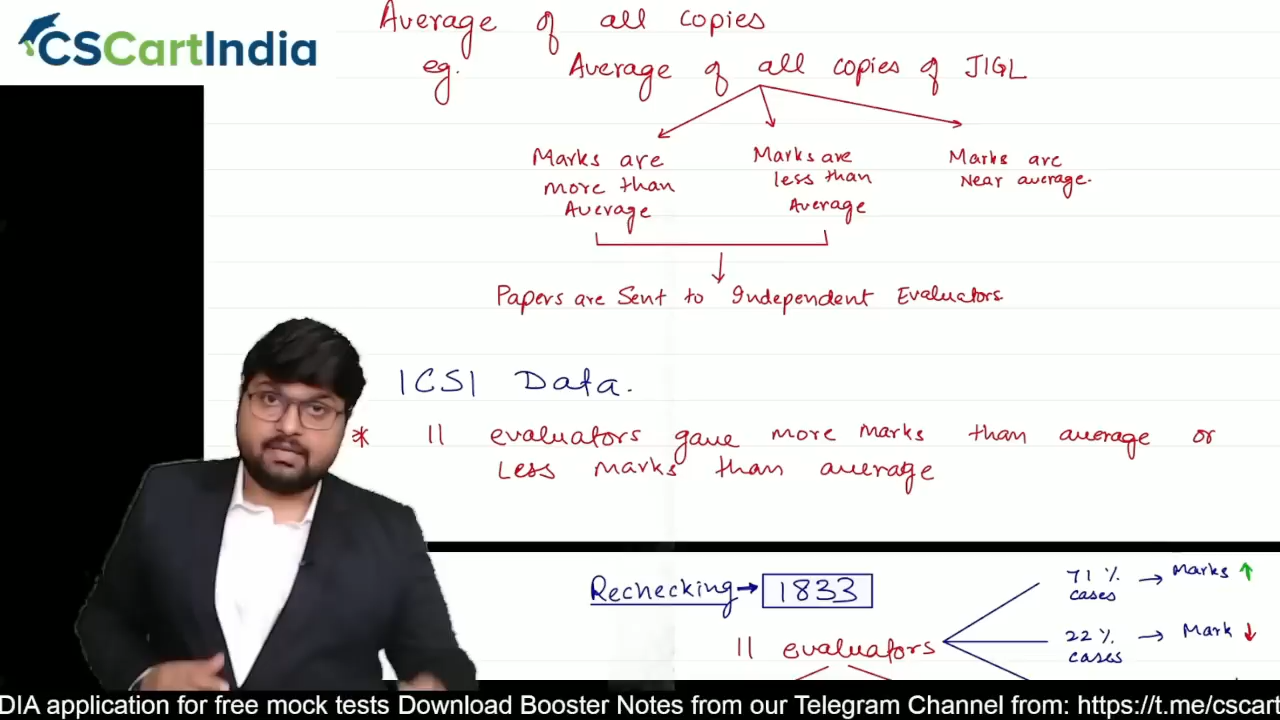 CSCartIndia
Average of all copies
eg. Average of all copies of JIGL
Marks are more than Average
Marks are less than Average
Marks are Near average.
Papers are Sent to Independent Evaluators
ICSI Data.
* 11 evaluators gave more marks than average or
Less marks than average
Rechecking → 1833
71% cases → Marks ↑
11 evaluators
22% cases → Mark ↓
DIA application for free mock tests Download Booster Notes from our Telegram Channel from: https://t.me/cscart